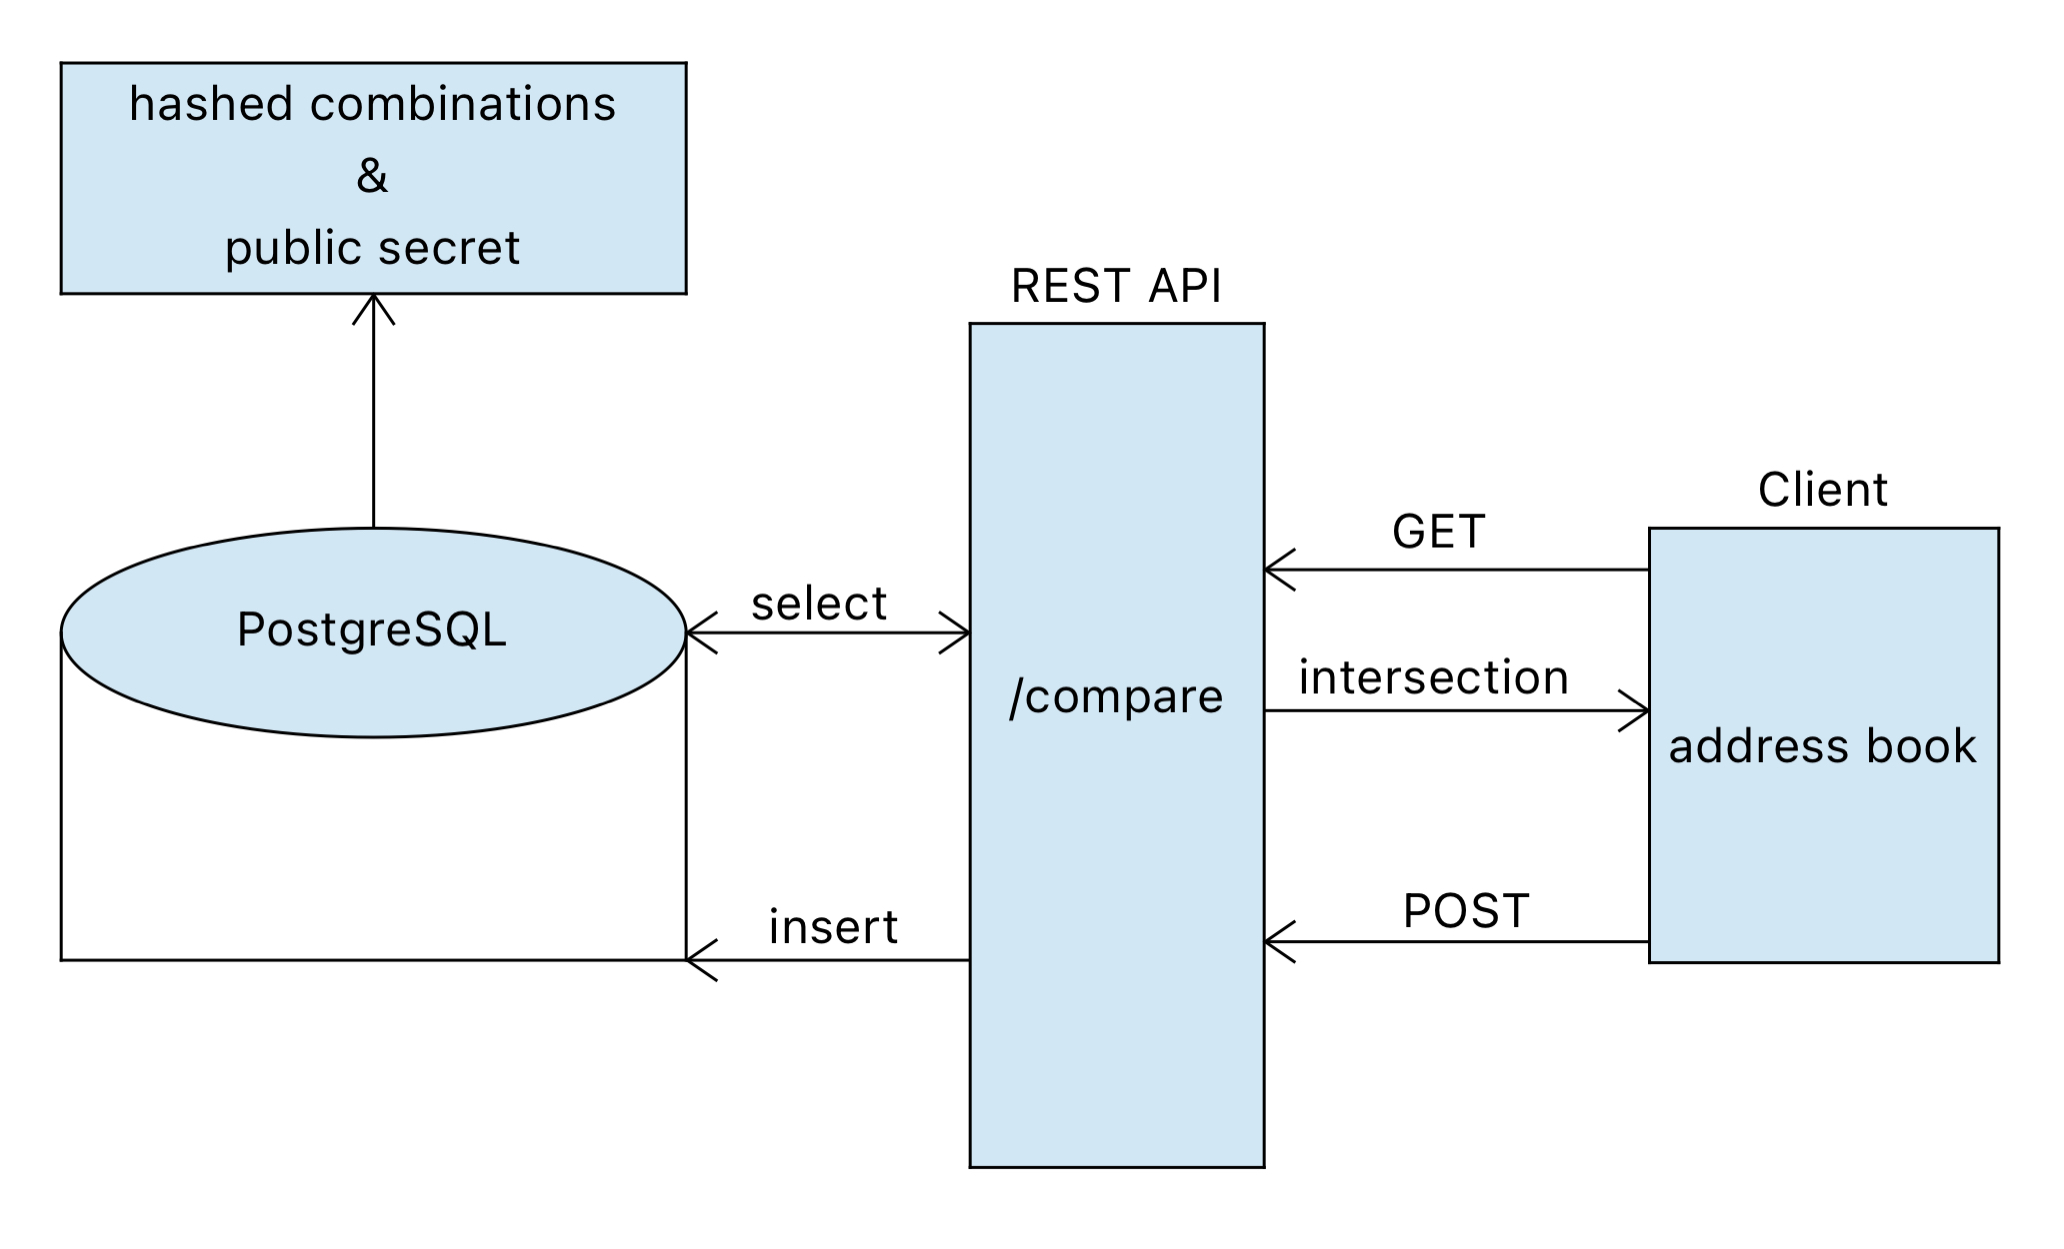 hashed combinations
&
public secret
REST API
Client
GET
select
PostgreSQL
intersection
/compare
address book
POST
insert